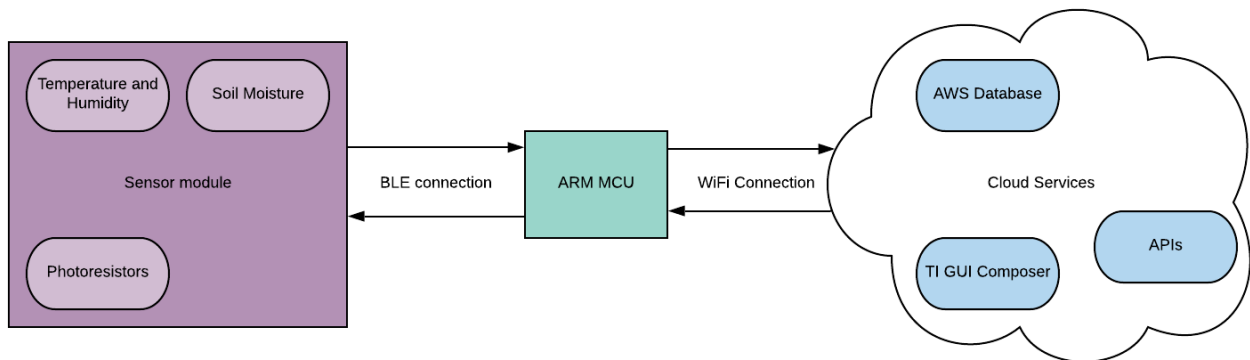 Temperature and
Humidity
Soil Moisture
Sensor module
Photoresistors
BLE connection
ARM MCU
WiFi Connection
AWS Database
Cloud Services
APIs
TI GUI Composer